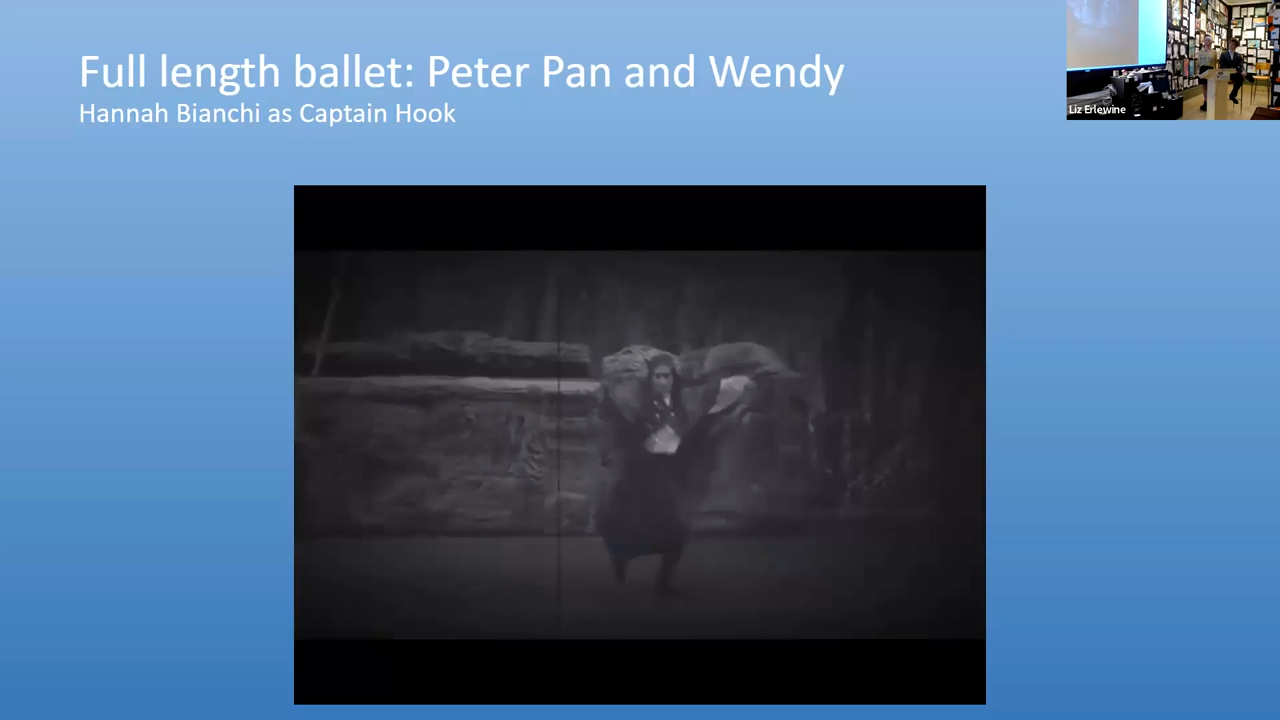 Full length ballet: Peter Pan and Wendy
Hannah Bianchi as Captain Hook
Liz Erlewine